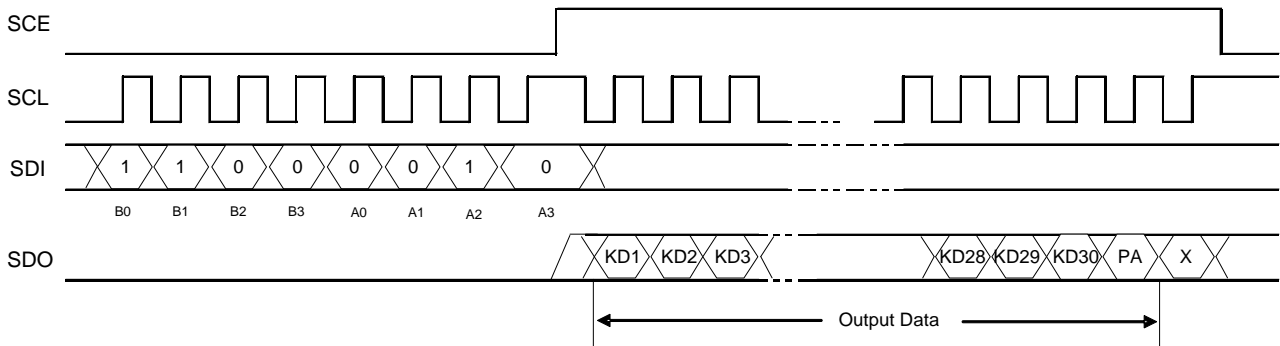 SCE
SCL
SDI 1 1 0 0 0 0 1 0
B0 B1 B2 B3 A0 A1 A2 A3
SDO KD1 KD2 KD3 KD28 KD29 KD30 PA X
Output Data